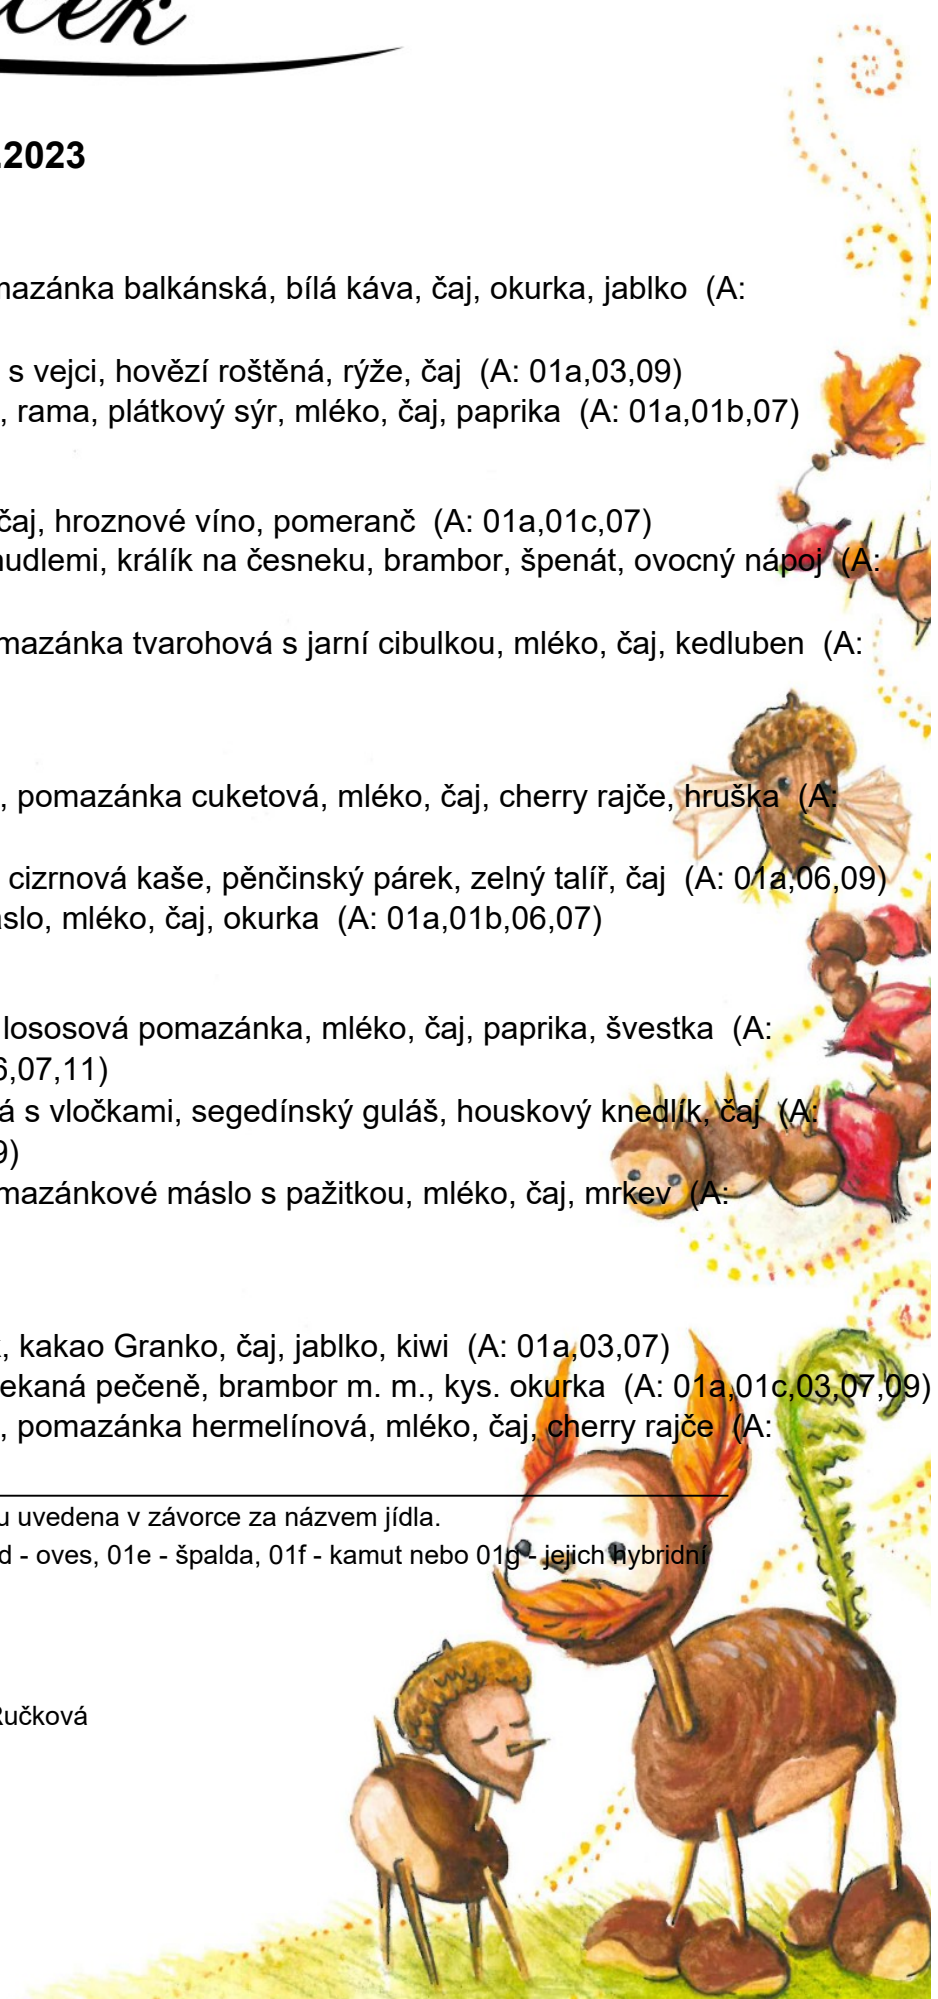 .2023
mazánka balkánská, bílá káva, čaj, okurka, jablko (A:
s vejci, hovězí roštěná, rýže, čaj (A: 01a,03,09)
, rama, plátkový sýr, mléko, čaj, paprika (A: 01a,01b,07)
čaj, hroznové víno, pomeranč (A: 01a,01c,07)
nudlemi, králík na česneku, brambor, špenát, ovocný nápoj (A:
mazánka tvarohová s jarní cibulkou, mléko, čaj, kedluben (A:
, pomazánka cuketová, mléko, čaj, cherry rajče, hruška (A:
cizrnová kaše, pěnčinský párek, zelný talíř, čaj (A: 01a,06,09)
áslo, mléko, čaj, okurka (A: 01a,01b,06,07)
lososová pomazánka, mléko, čaj, paprika, švestka (A:
6,07,11)
á s vločkami, segedínský guláš, houskový knedlík, čaj (A:
9)
mazánkové máslo s pažitkou, mléko, čaj, mrkev (A:
, kakao Granko, čaj, jablko, kiwi (A: 01a,03,07)
ekaná pečeně, brambor m. m., kys. okurka (A: 01a,01c,03,07,09)
, pomazánka hermelínová, mléko, čaj, cherry rajče (A:
u uvedena v závorce za názvem jídla.
d - oves, 01e - špalda, 01f - kamut nebo 01g - jejich hybridní
Ručková